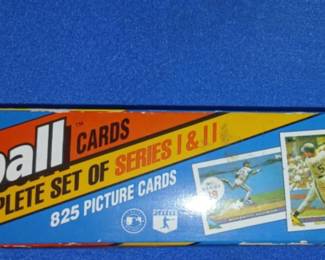 ball CARDS
PLETE SET OF SERIES I & II
825 PICTURE CARDS